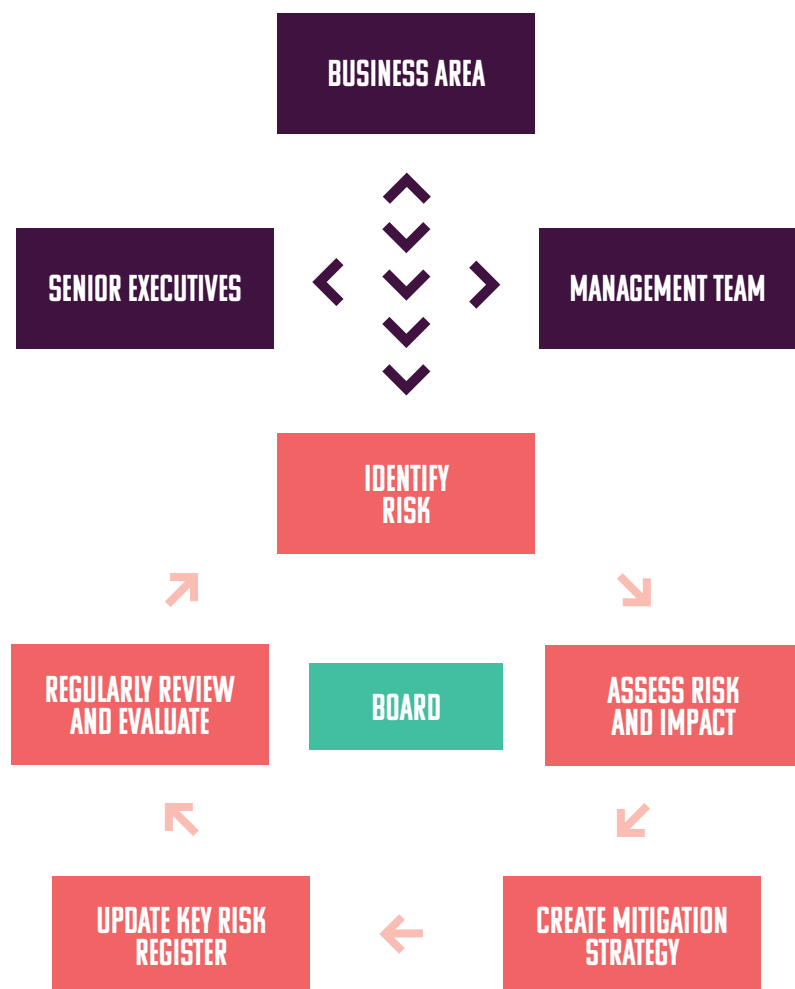 BUSINESS AREA
SENIOR EXECUTIVES
MANAGEMENT TEAM
IDENTIFY
RISK
REGULARLY REVIEW
AND EVALUATE
BOARD
ASSESS RISK
AND IMPACT
UPDATE KEY RISK
REGISTER
CREATE MITIGATION
STRATEGY